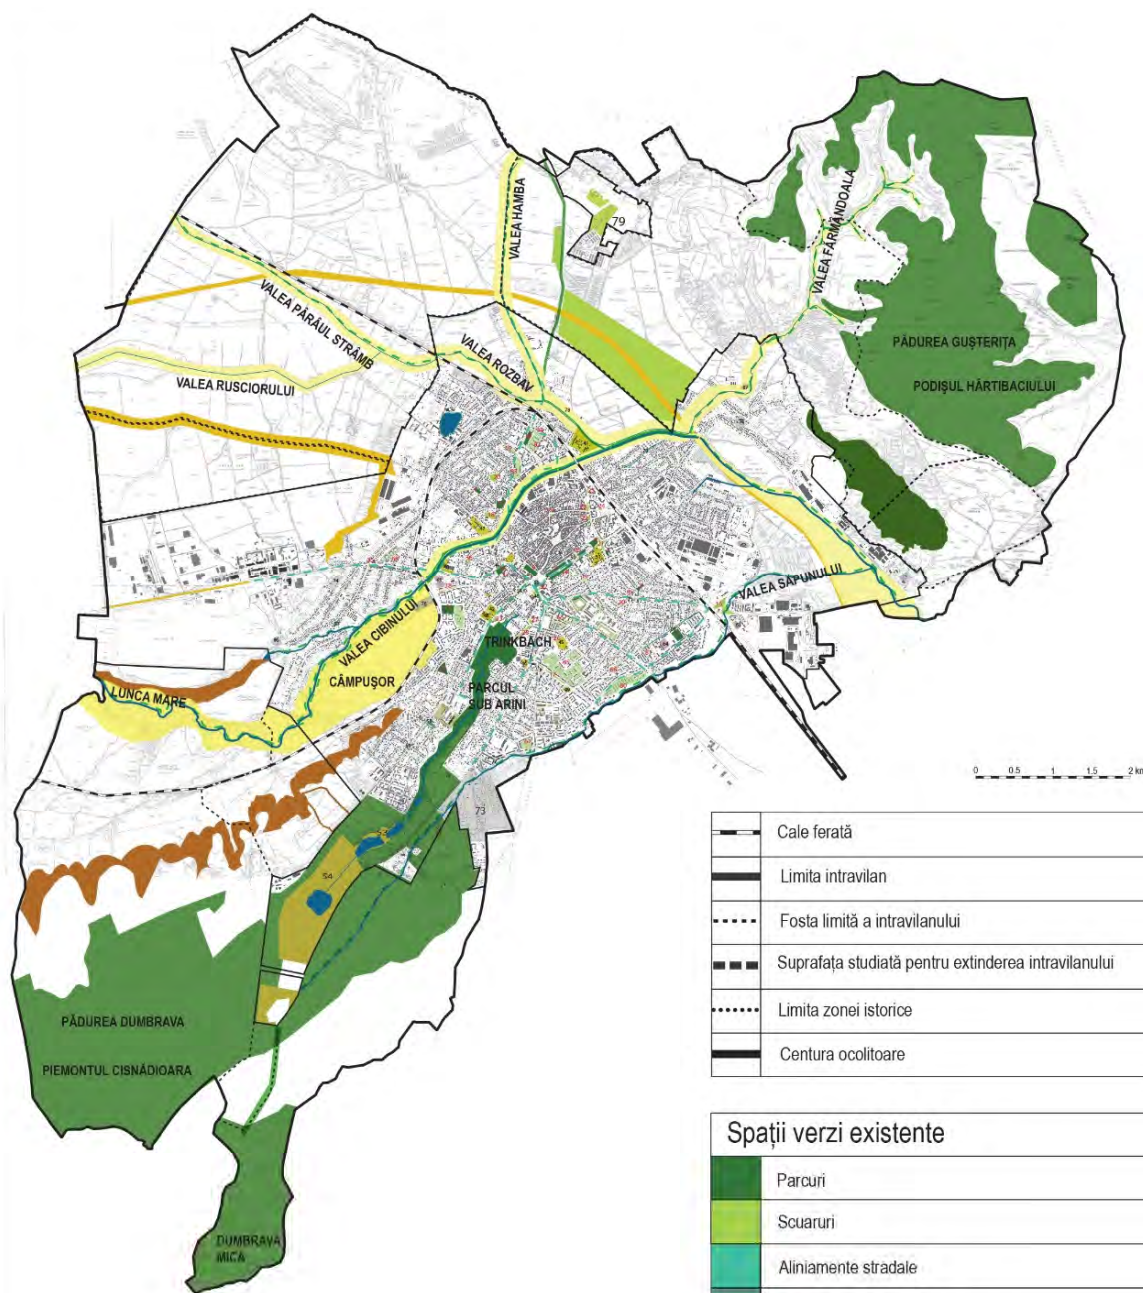 VALEA HAMBA
79
VALEA FÂRMÂNDOALA
VALEA PÂRÂUL STRÂMB
VALEA ROZBAV
VALEA RUSCIORULUI
PĂDUREA GUȘTERIȚA
PODIȘUL HÂRTIBACIULUI
VALEA SĂPUNULUI
VALEA CIBINULUI
TRINKBACH
CÂMPUȘOR
PARCUL
SUB ARINI
LUNCA MARE
0 0.5 1 1.5 2 km
73
54
PĂDUREA DUMBRAVA
PIEMONTUL CISNĂDIOARA
DUMBRAVA
MICA
Cale ferată
Limita intravilan
Fosta limită a intravilanului
Suprafața studiată pentru extinderea intravilanului
Limita zonei istorice
Centura ocolitoare
Spații verzi existente
Parcuri
Scuaruri
Aliniamente stradale